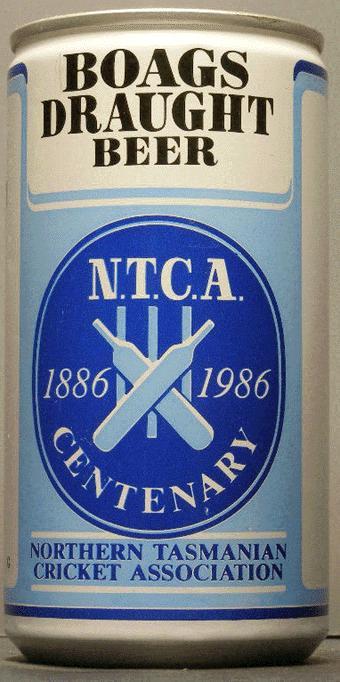 BOAGS
DRAUGHT
BEER
N.T.C.A.
1886 1986
CENTENARY
NORTHERN TASMANIAN
CRICKET ASSOCIATION